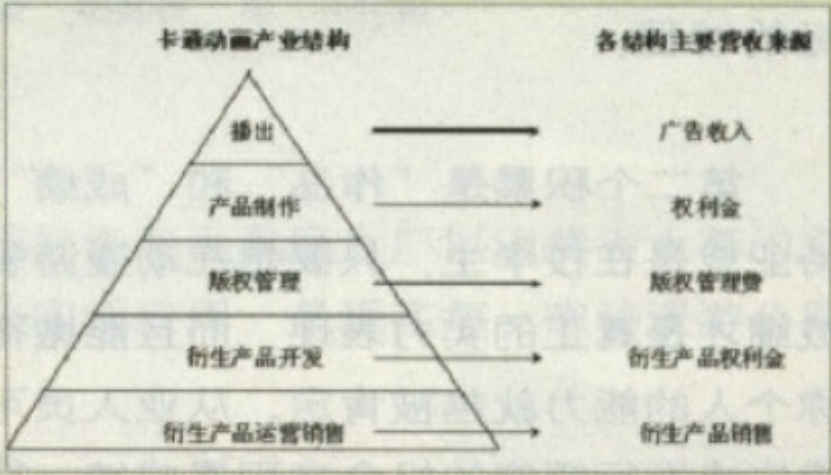 卡通动画产业结构 各结构主要营收来源
播出 广告收入
产品制作 权利金
版权管理 版权管理费
衍生产品开发 衍生产品权利金
衍生产品运营销售 衍生产品销售